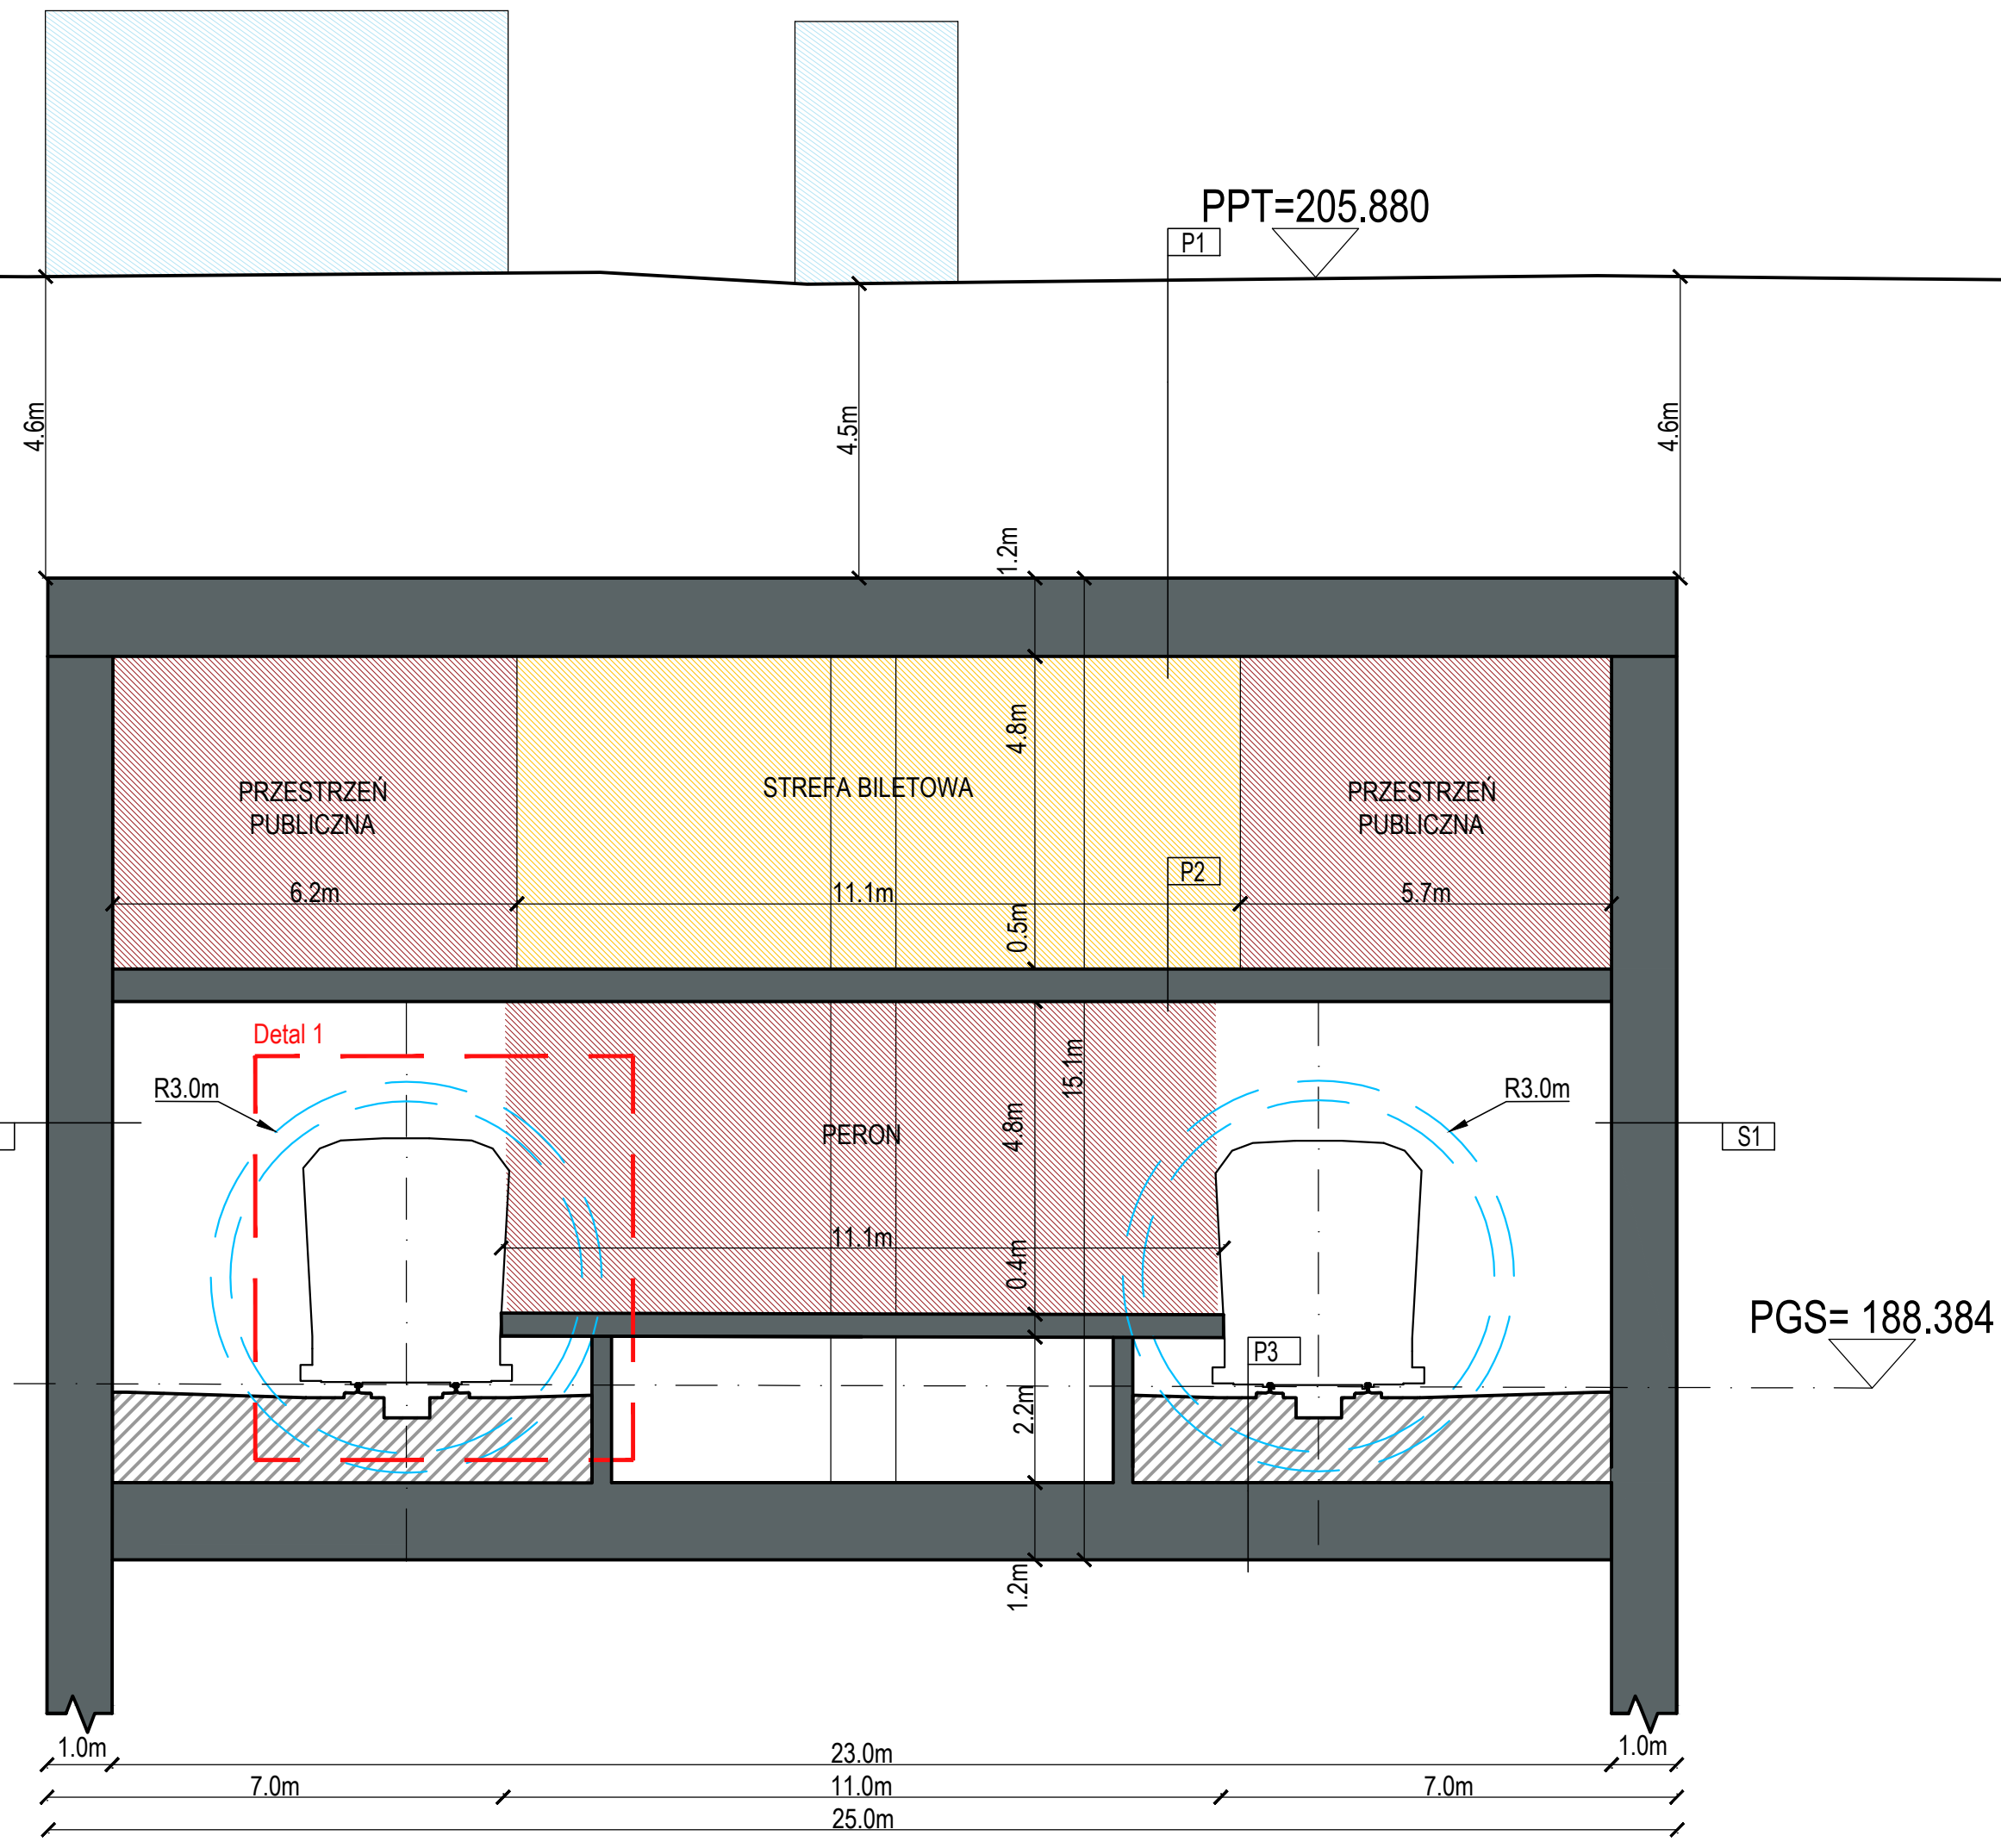 PPT=205.880
P1
4.6m
4.5m
4.6m
1.2m
4.8m
PRZESTRZEŃ
PUBLICZNA
STREFA BILETOWA
PRZESTRZEŃ
PUBLICZNA
P2
6.2m
11.1m
5.7m
0.5m
Detal 1
15.1m
R3.0m
R3.0m
PERON
4.8m
S1
11.1m
0.4m
PGS= 188.384
P3
2.2m
1.2m
1.0m
23.0m
1.0m
7.0m
11.0m
7.0m
25.0m